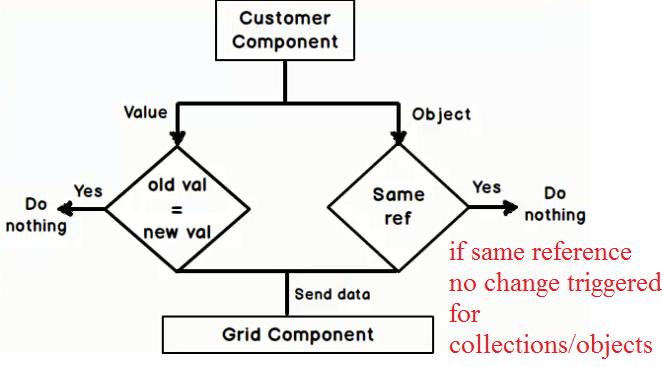 Customer
Component
Value
Object
old val
=
new val
Yes
Do
nothing
Same
ref
Yes
Do
nothing
if same reference
no change triggered
for
collections/objects
Send data
Grid Component